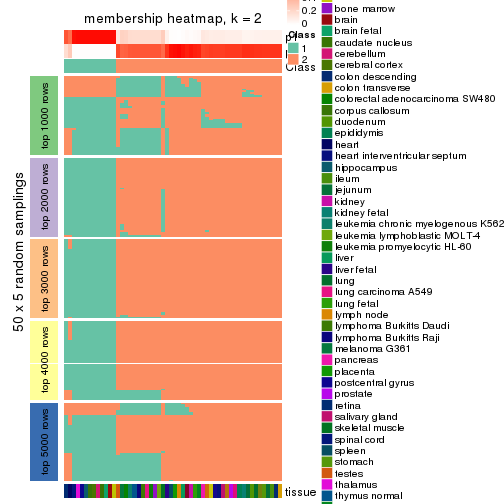 membership heatmap, k = 2
0.2
0
Class
1
2
Class
50 x 5 random samplings
top 1000 rows
top 2000 rows
top 3000 rows
top 4000 rows
top 5000 rows
tissue
bone marrow
brain
brain fetal
caudate nucleus
cerebellum
cerebral cortex
colon descending
colon transverse
colorectal adenocarcinoma SW480
corpus callosum
duodenum
epididymis
heart
heart interventricular septum
hippocampus
ileum
jejunum
kidney
kidney fetal
leukemia chronic myelogenous K562
leukemia lymphoblastic MOLT-4
leukemia promyelocytic HL-60
liver
liver fetal
lung
lung carcinoma A549
lung fetal
lymph node
lymphoma Burkitts Daudi
lymphoma Burkitts Raji
melanoma G361
pancreas
placenta
postcentral gyrus
prostate
retina
salivary gland
skeletal muscle
spinal cord
spleen
stomach
testes
thalamus
thymus normal